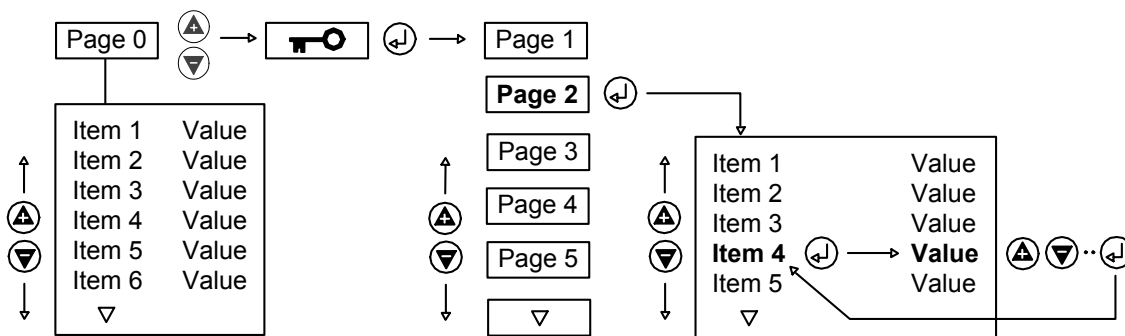 Page 0
Item 1 Value
Item 2 Value
Item 3 Value
Item 4 Value
Item 5 Value
Item 6 Value
Page 1
Page 2
Page 3
Page 4
Page 5
Item 1 Value
Item 2 Value
Item 3 Value
Item 4 Value
Item 5 Value